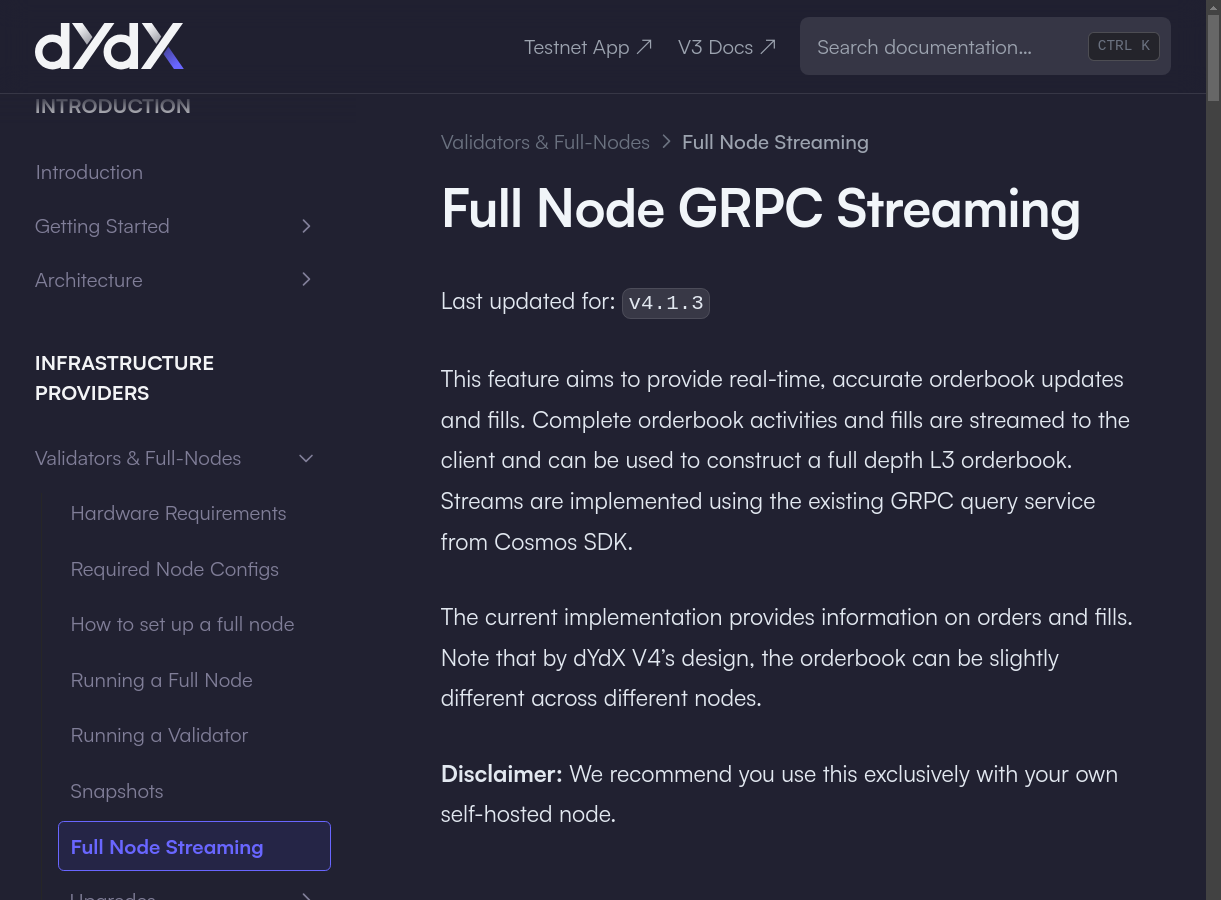 dYdX
Testnet App
V3 Docs
Search documentation...
CTRL K
INTRODUCTION
Introduction
Getting Started
Architecture
INFRASTRUCTURE
PROVIDERS
Validators & Full-Nodes
Hardware Requirements
Required Node Configs
How to set up a full node
Running a Full Node
Running a Validator
Snapshots
Full Node Streaming
Upgrades
Validators & Full-Nodes > Full Node Streaming
Full Node GRPC Streaming
Last updated for: v4.1.3
This feature aims to provide real-time, accurate orderbook updates
and fills. Complete orderbook activities and fills are streamed to the
client and can be used to construct a full depth L3 orderbook.
Streams are implemented using the existing GRPC query service
from Cosmos SDK.
The current implementation provides information on orders and fills.
Note that by dYdX V4’s design, the orderbook can be slightly
different across different nodes.
Disclaimer: We recommend you use this exclusively with your own
self-hosted node.